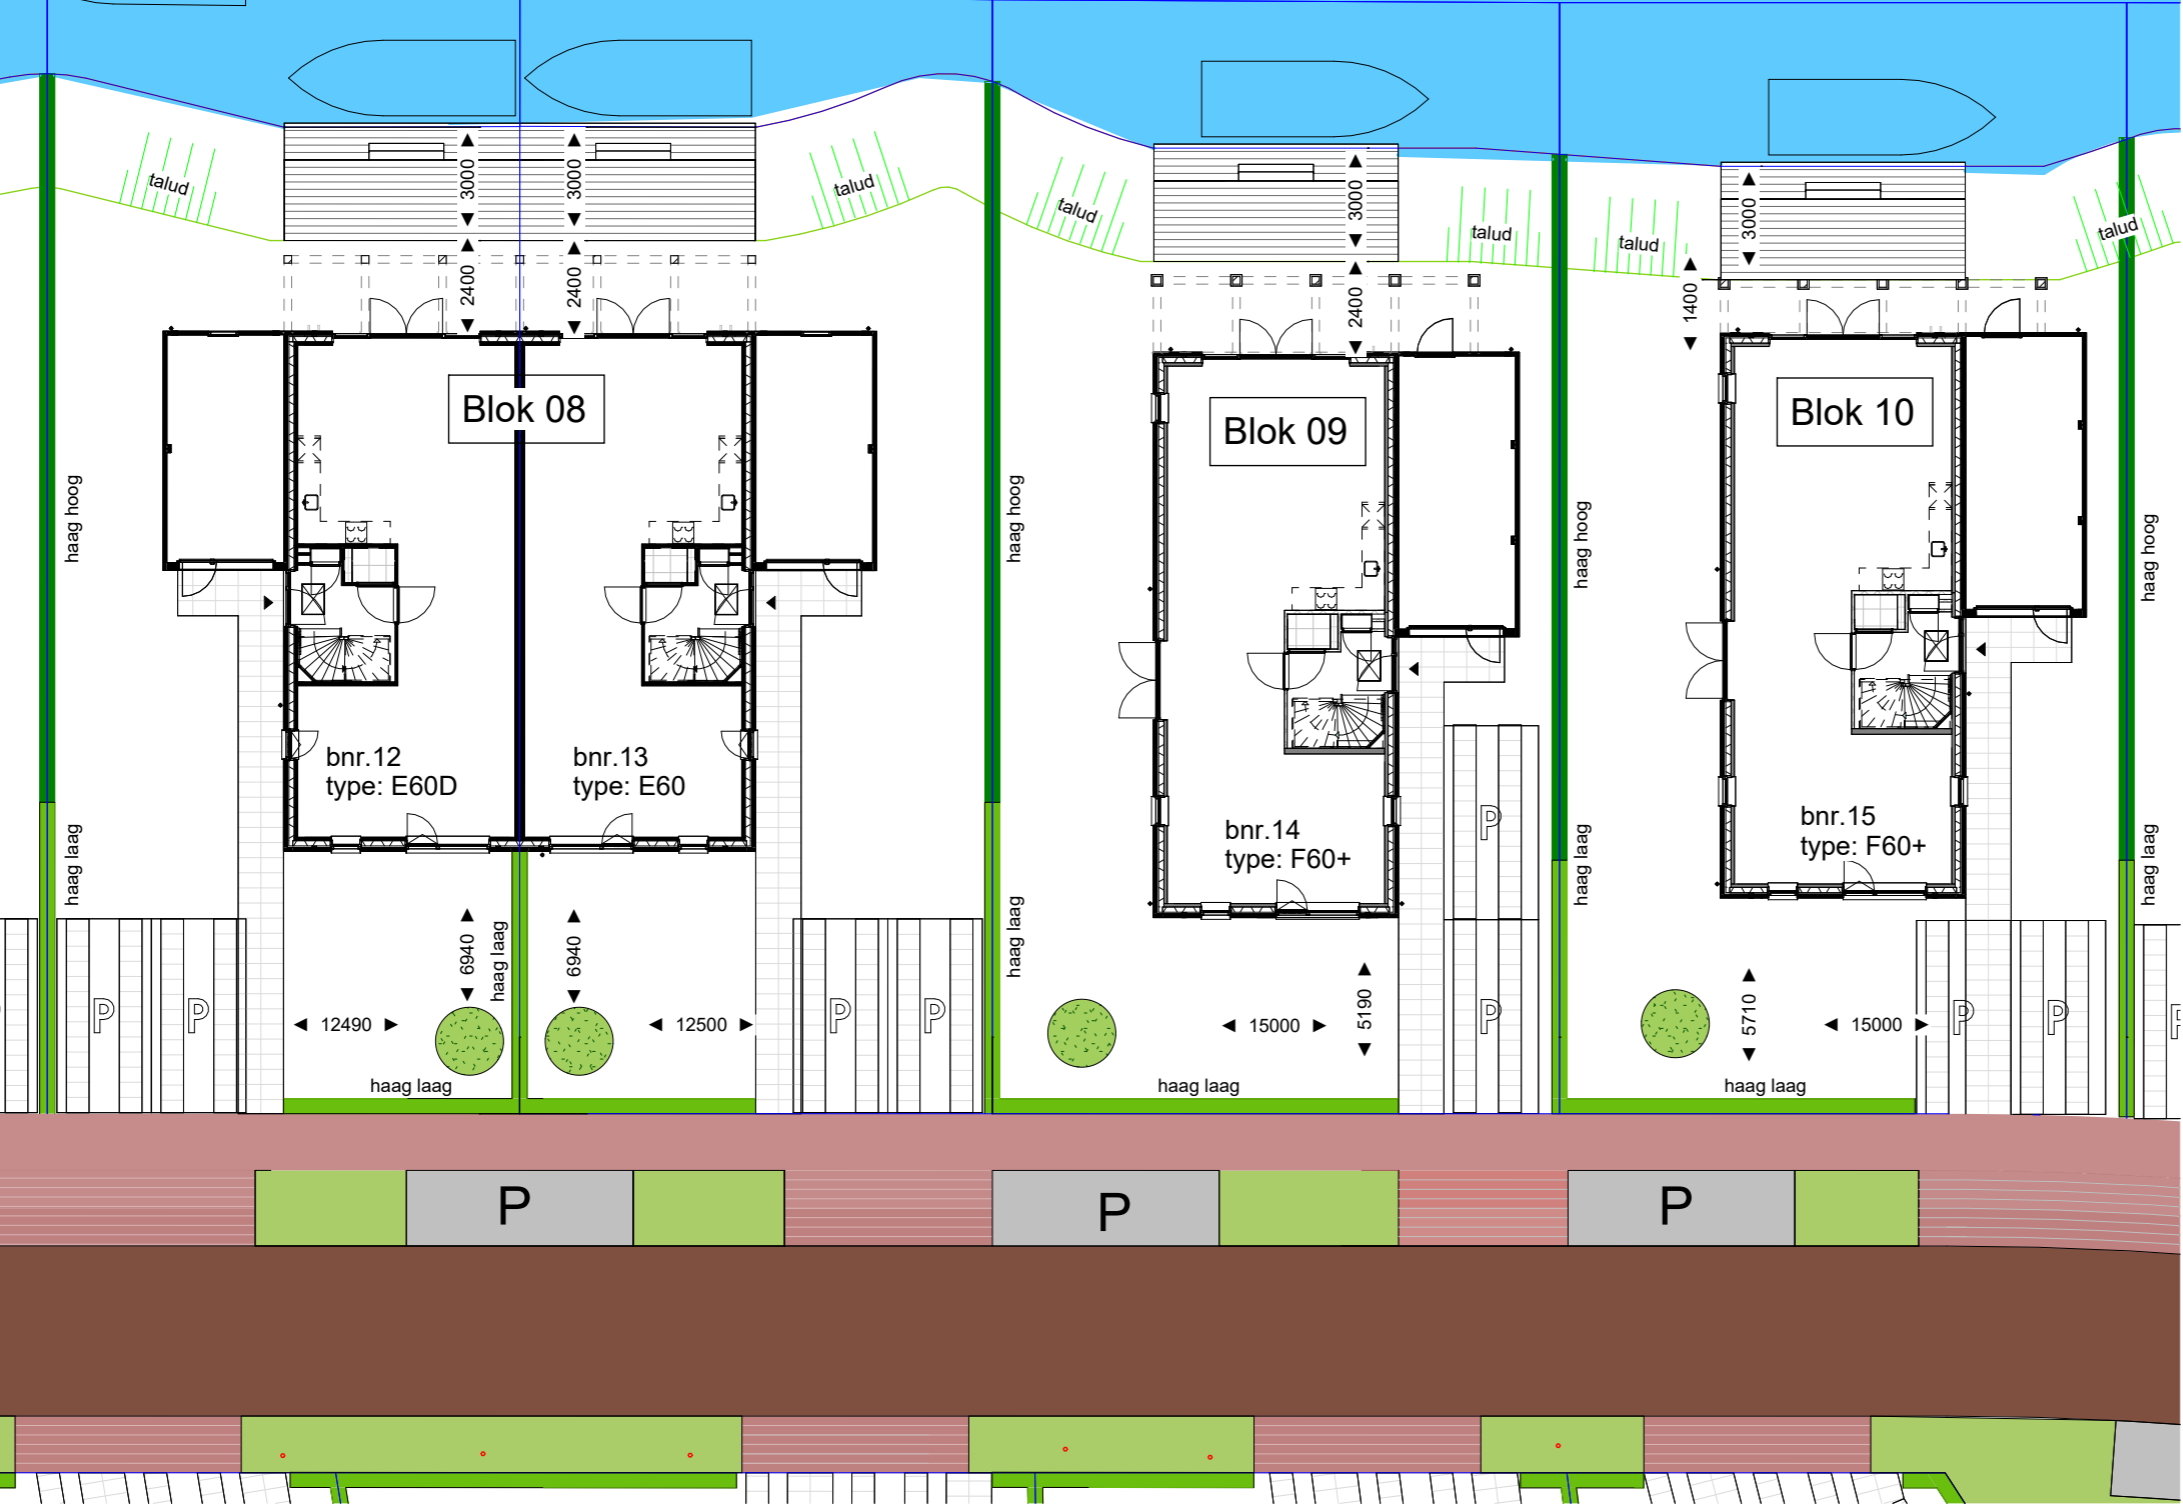 talud
3000
3000
talud
talud
3000
talud
talud
3000
talud
2400
2400
2400
1400
Blok 08
Blok 09
Blok 10
haag hoog
haag hoog
haag hoog
haag hoog
bnr.12
type: E60D
bnr.13
type: E60
bnr.14
type: F60+
bnr.15
type: F60+
haag laag
haag laag
haag laag
haag laag
haag laag
P
P
P
P
P
P
P
P
P
6940
6940
5190
5710
12490
12500
15000
15000
haag laag
haag laag
haag laag
P
P
P